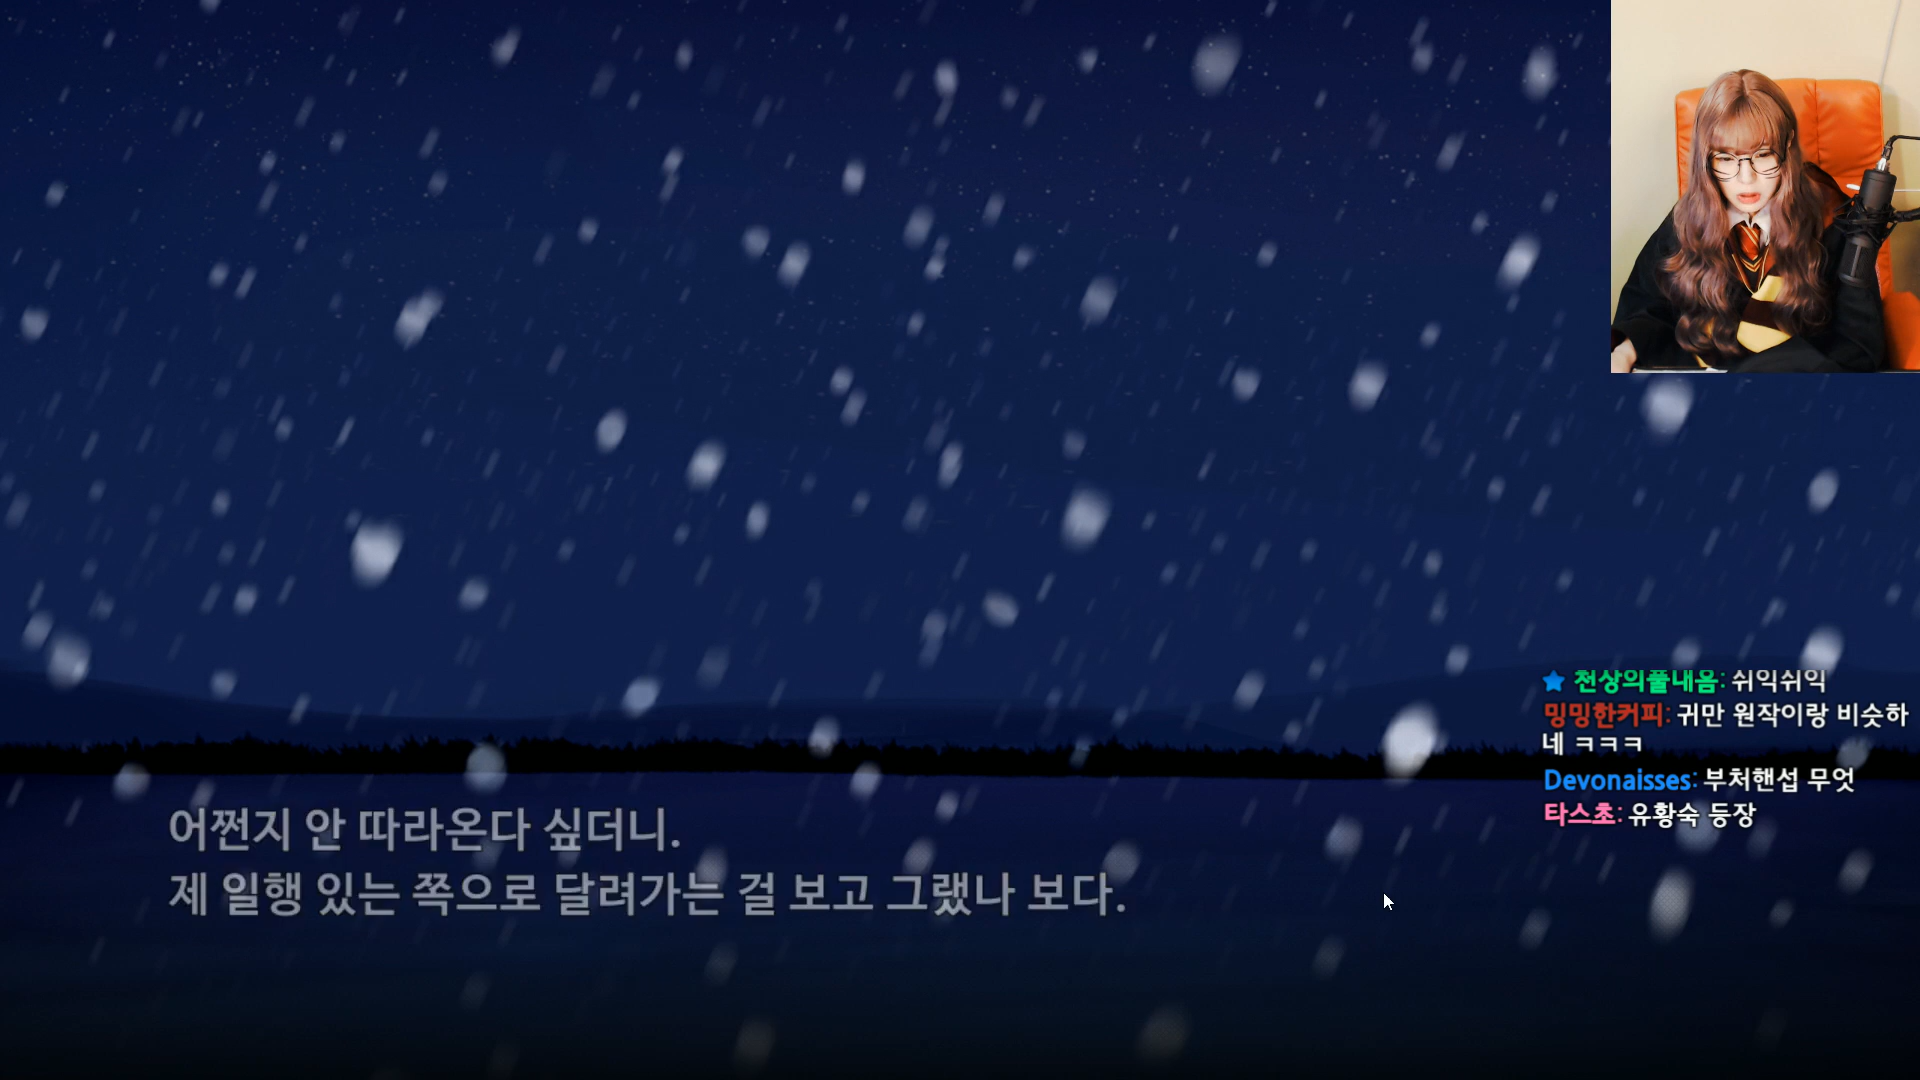 천상의풀내음: 쉬익쉬익
밍밍한커피: 귀만 원작이랑 비슷하
네 ㅋㅋㅋ
Devonaisses: 부처핸섭 무엇
타스초: 유황숙 등장
어쩐지 안 따라온다 싶더니.
제 일행 있는 쪽으로 달려가는 걸 보고 그랬나 보다.